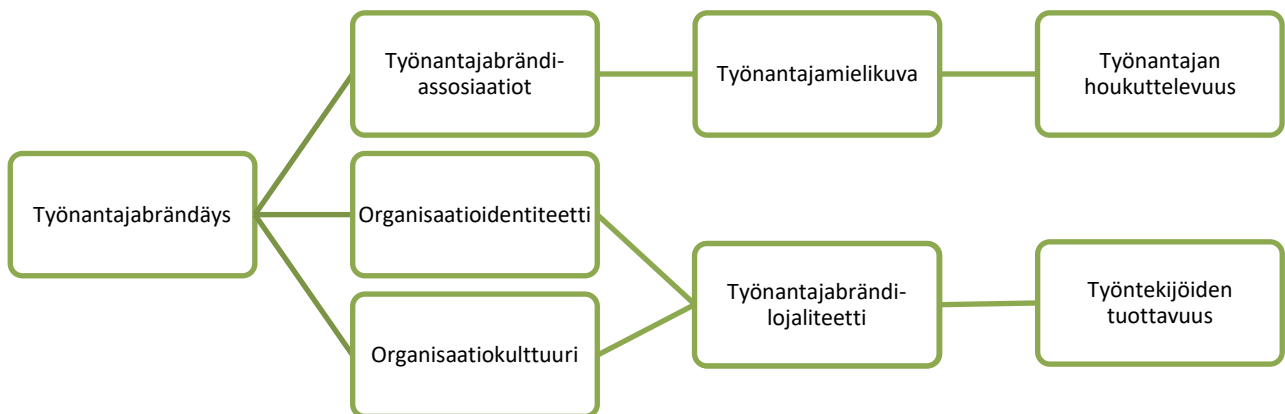 Työnantajabrändi-
assosiaatiot
Työnantajamielikuva
Työnantajan
houkuttelevuus
Työnantajabrändäys
Organisaatioidentiteetti
Organisaatiokulttuuri
Työnantajabrändi-
lojaliteetti
Työntekijöiden
tuottavuus